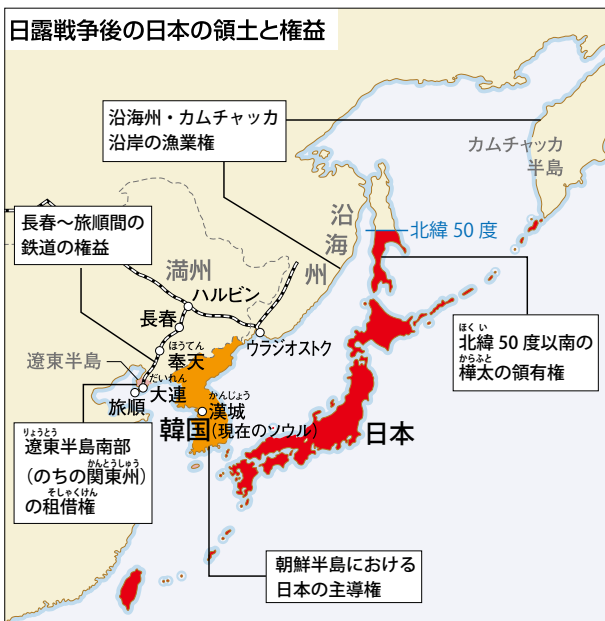 日露戦争後の日本の領土と権益
沿海州・カムチャッカ
沿岸の漁業権
カムチャッカ
半島
長春~旅順間の
鉄道の権益
沿海州
北緯50度
満州
ハルビン
長春
ウラジオストク
ほくい
北緯50度以南の
からふと
樺太の領有権
ほうてん
奉天
遼東半島
だいれん
大連
旅順
かんじょう
漢城
韓国(現在のソウル)
日本
りょうとう
遼東半島南部
かんとうしゅう
(のちの関東州)
そしゃくけん
の租借権
朝鮮半島における
日本の主導権